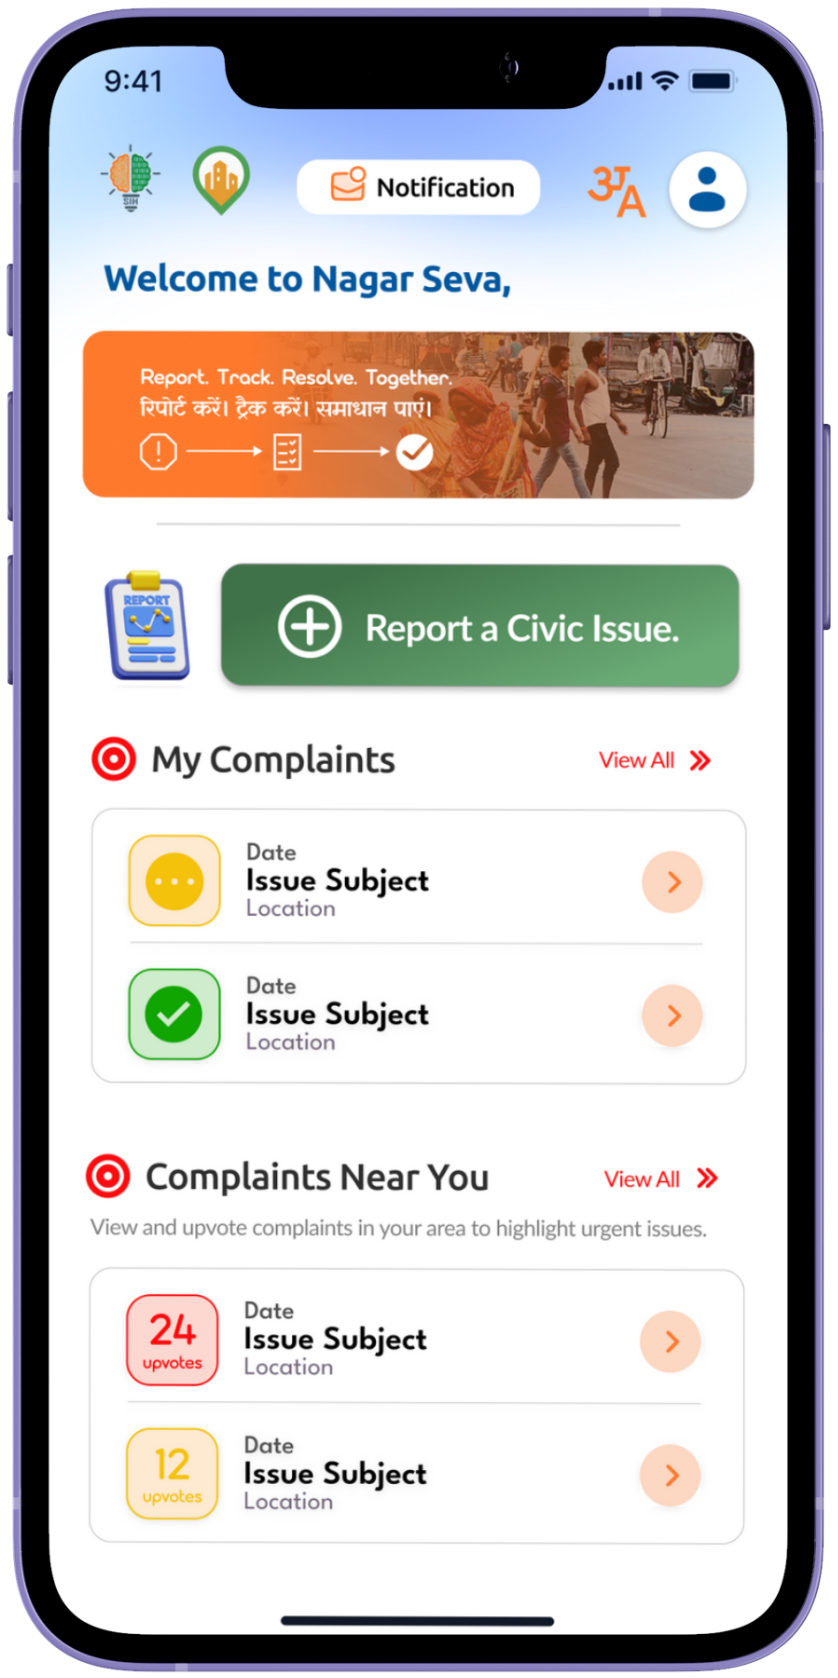 9:41
SIH
Notification
अA
Welcome to Nagar Seva,
Report. Track. Resolve. Together.
रिपोर्ट करें। ट्रैक करें। समाधान पाएं।
REPORT
Report a Civic Issue.
My Complaints
View All
Date
Issue Subject
Location
Date
Issue Subject
Location
Complaints Near You
View All
View and upvote complaints in your area to highlight urgent issues.
24
upvotes
Date
Issue Subject
Location
12
upvotes
Date
Issue Subject
Location